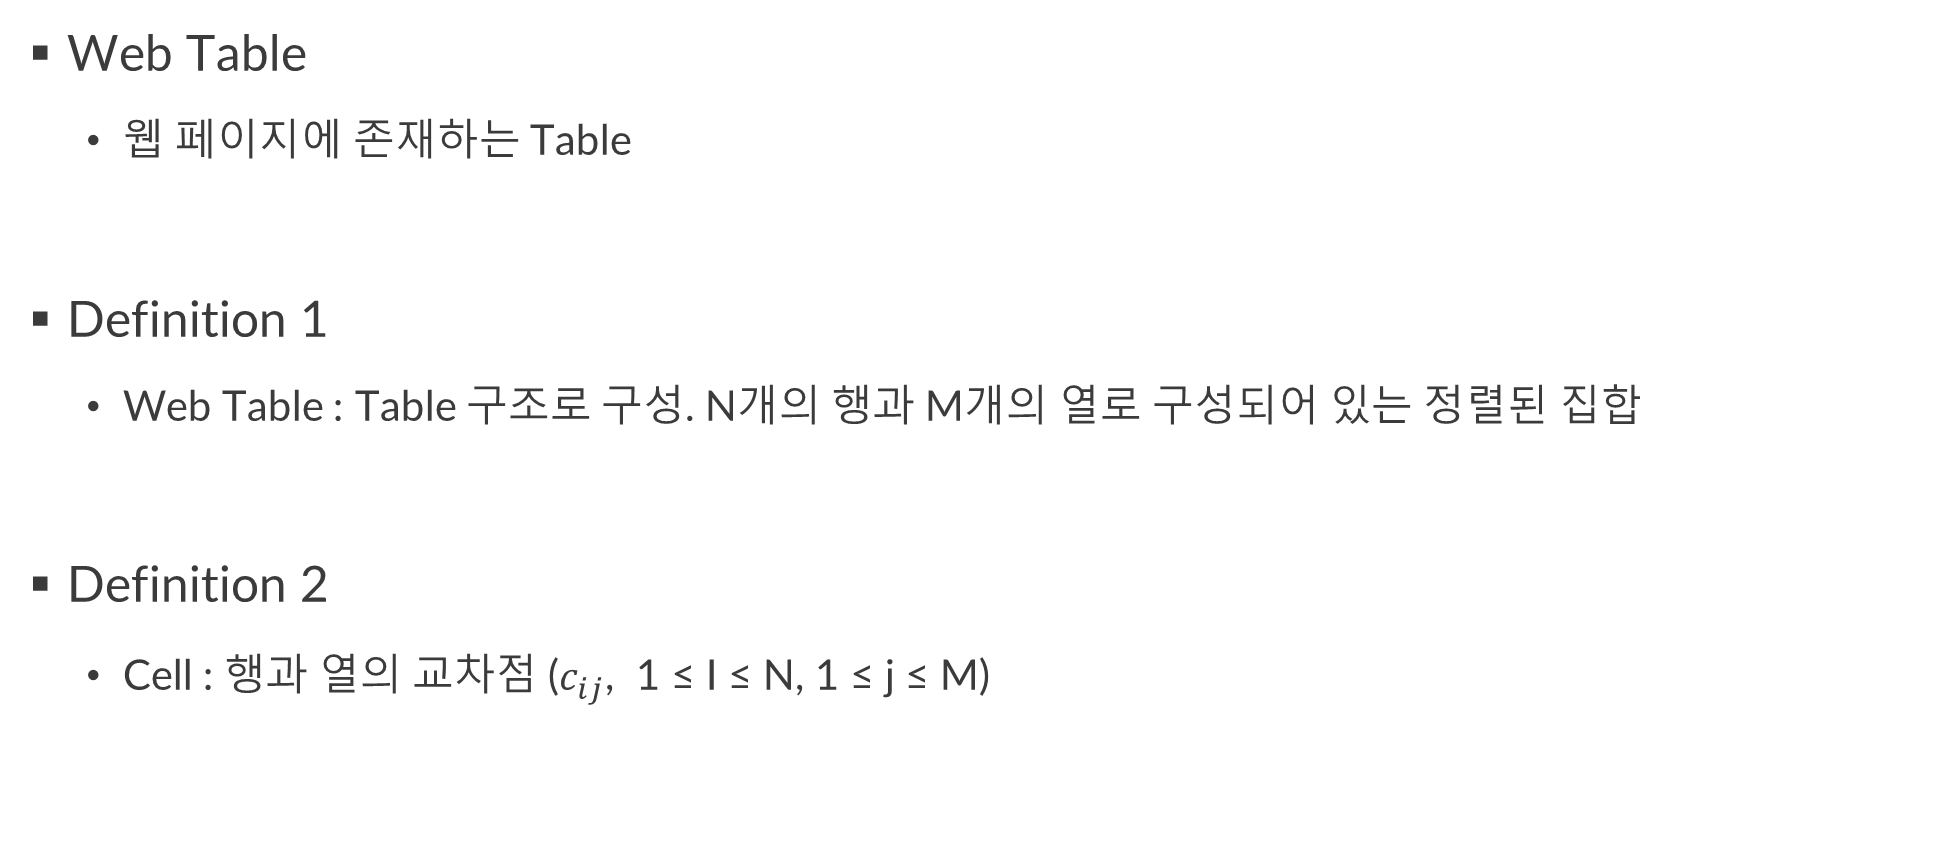 ▪ Web Table
• 웹 페이지에 존재하는 Table
▪ Definition 1
• Web Table : Table 구조로 구성. N개의 행과 M개의 열로 구성되어 있는 정렬된 집합
▪ Definition 2
• Cell : 행과 열의 교차점 (c_{ij}, 1 ≤ I ≤ N, 1 ≤ j ≤ M)